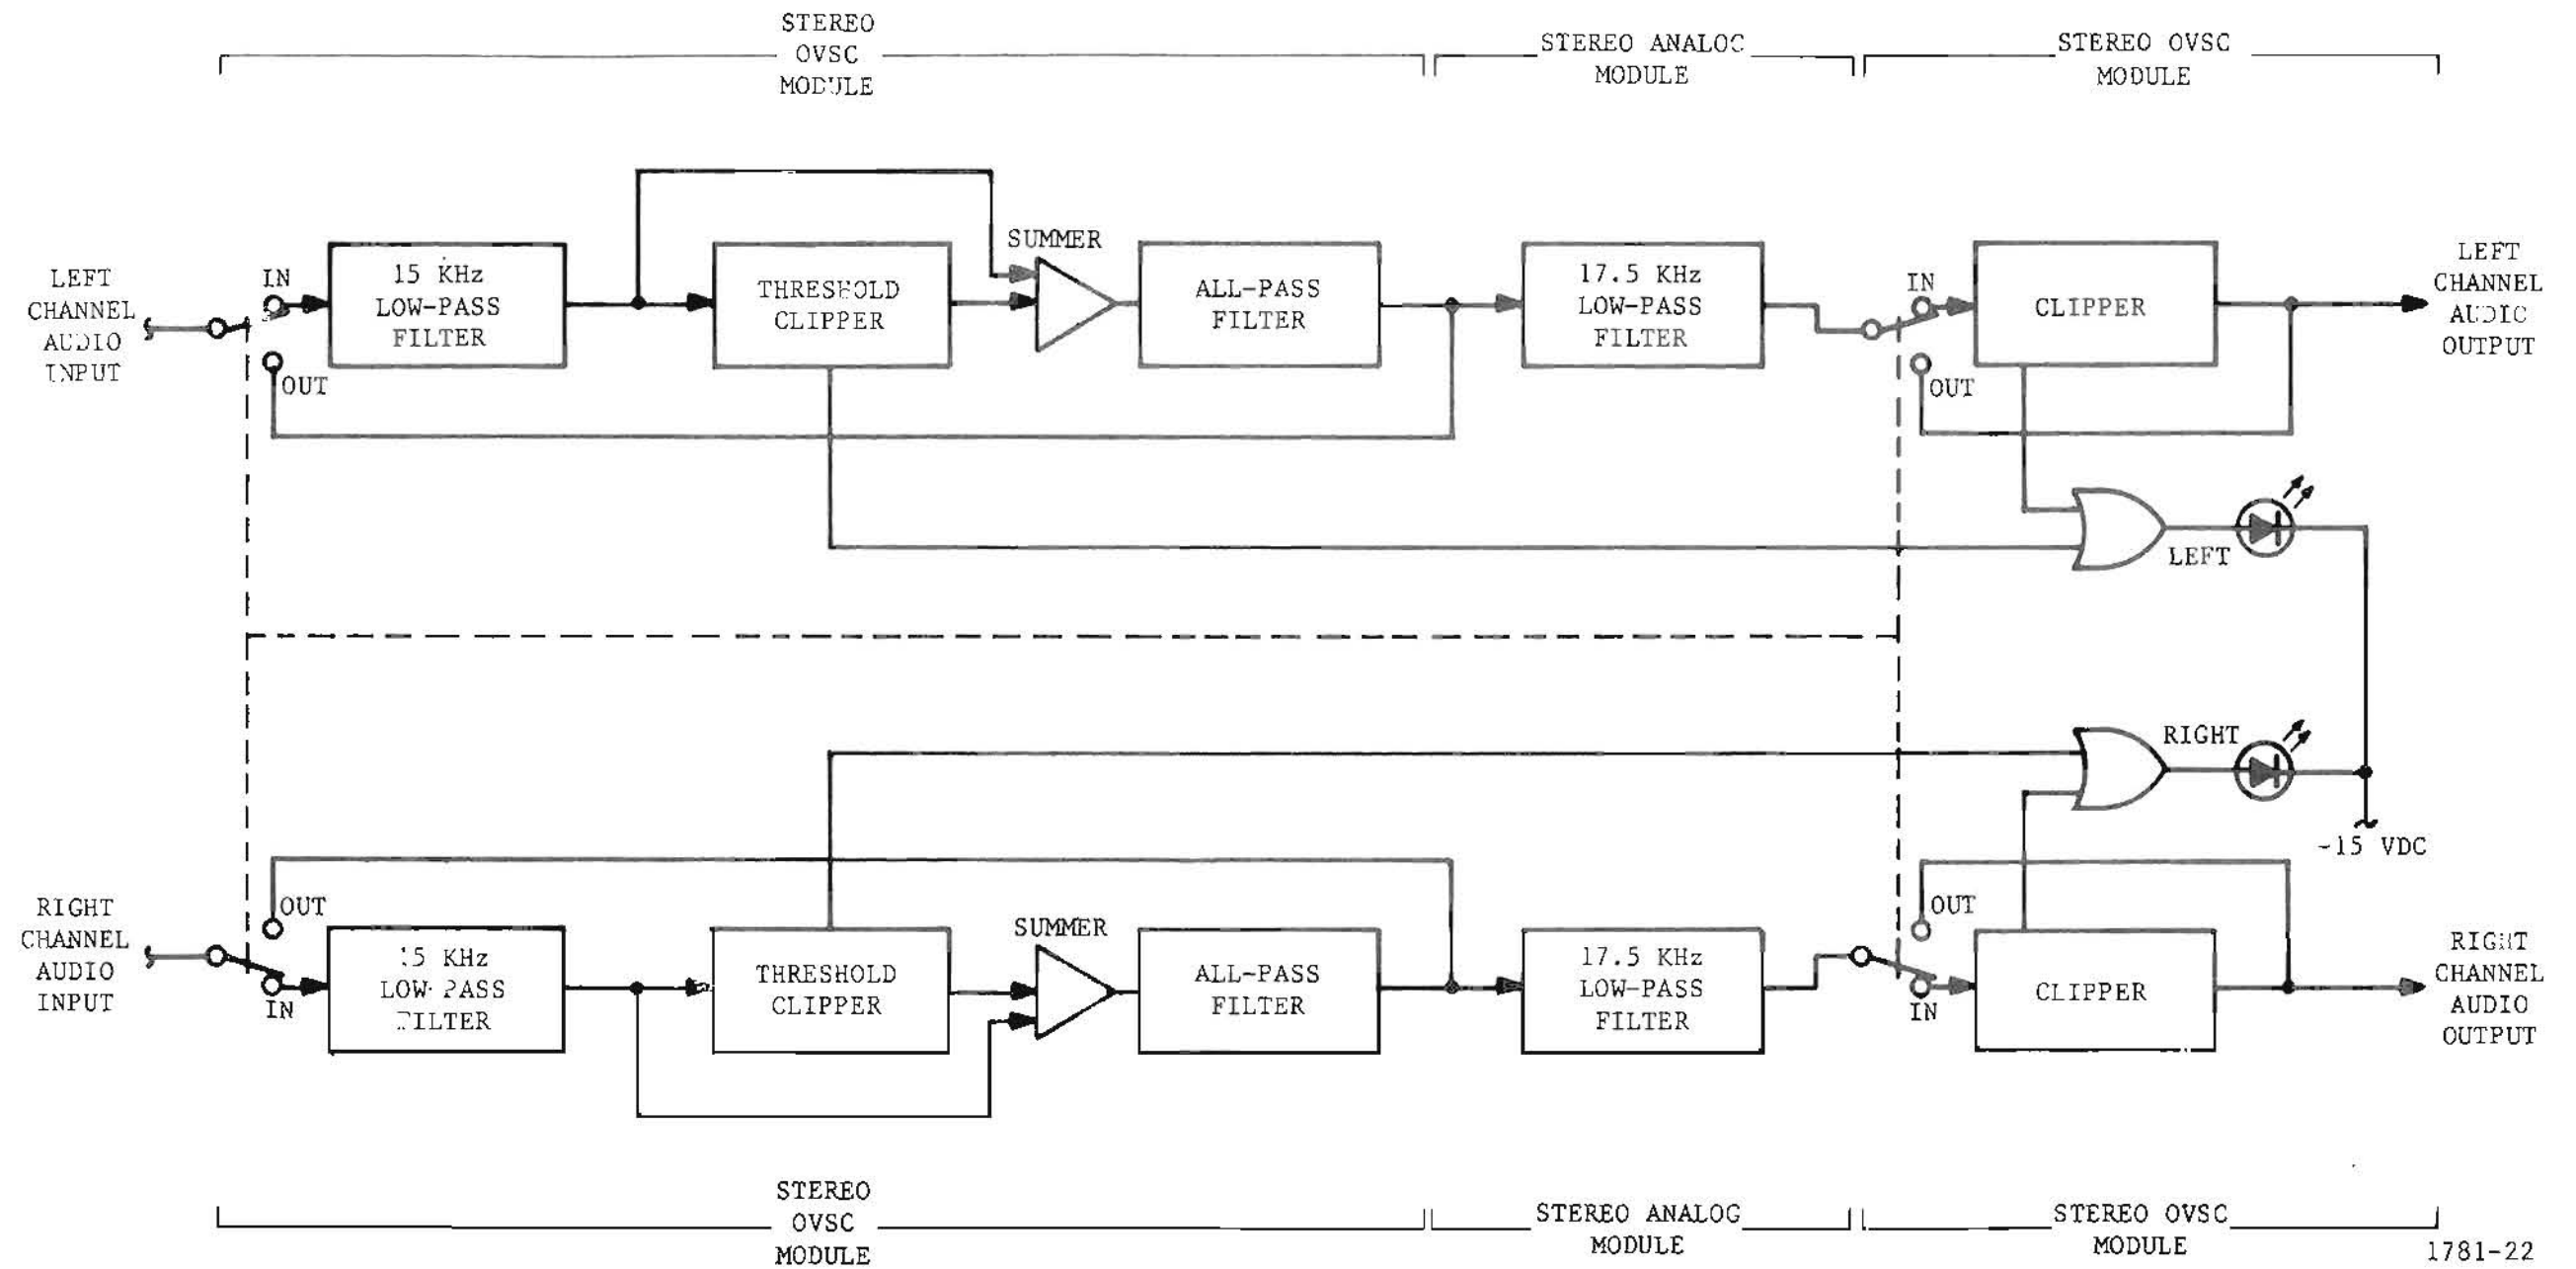 STEREO
OVSC
MODULE
STEREO ANALOG
MODULE
STEREO OVSC
MODULE
LEFT
CHANNEL
AUDIO
INPUT
IN
OUT
15 KHz
LOW-PASS
FILTER
THRESHOLD
CLIPPER
SUMMER
ALL-PASS
FILTER
17.5 KHz
LOW-PASS
FILTER
IN
OUT
CLIPPER
LEFT
CHANNEL
AUDIO
OUTPUT
LEFT
RIGHT
-15 VDC
RIGHT
CHANNEL
AUDIO
INPUT
OUT
IN
15 KHz
LOW-PASS
FILTER
THRESHOLD
CLIPPER
SUMMER
ALL-PASS
FILTER
17.5 KHz
LOW-PASS
FILTER
OUT
IN
CLIPPER
RIGHT
CHANNEL
AUDIO
OUTPUT
STEREO
OVSC
MODULE
STEREO ANALOG
MODULE
STEREO OVSC
MODULE
1781-22